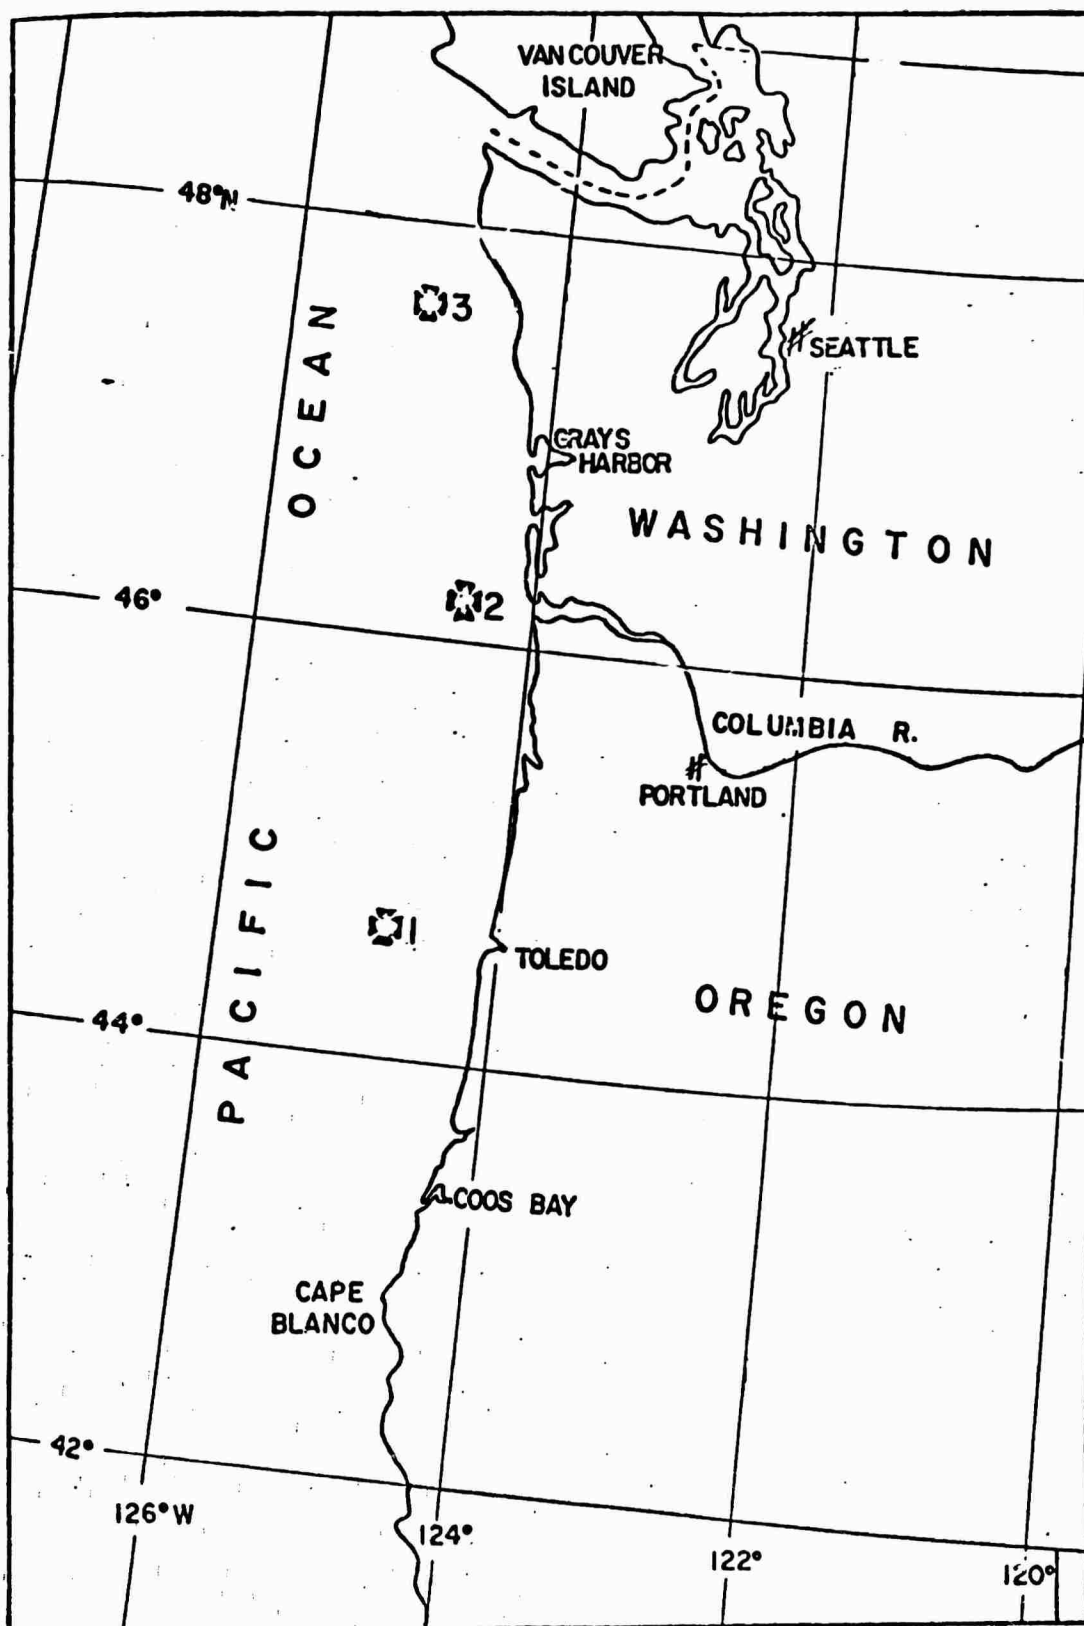 VANCOUVER
ISLAND
48°N
3
OCEAN
#SEATTLE
GRAYS
HARBOR
WASHINGTON
46°
2
COLUMBIA R.
#
PORTLAND
PACIFIC
1
TOLEDO
44°
OREGON
COOS BAY
CAPE
BLANCO
42°
126°W
124°
122°
120°